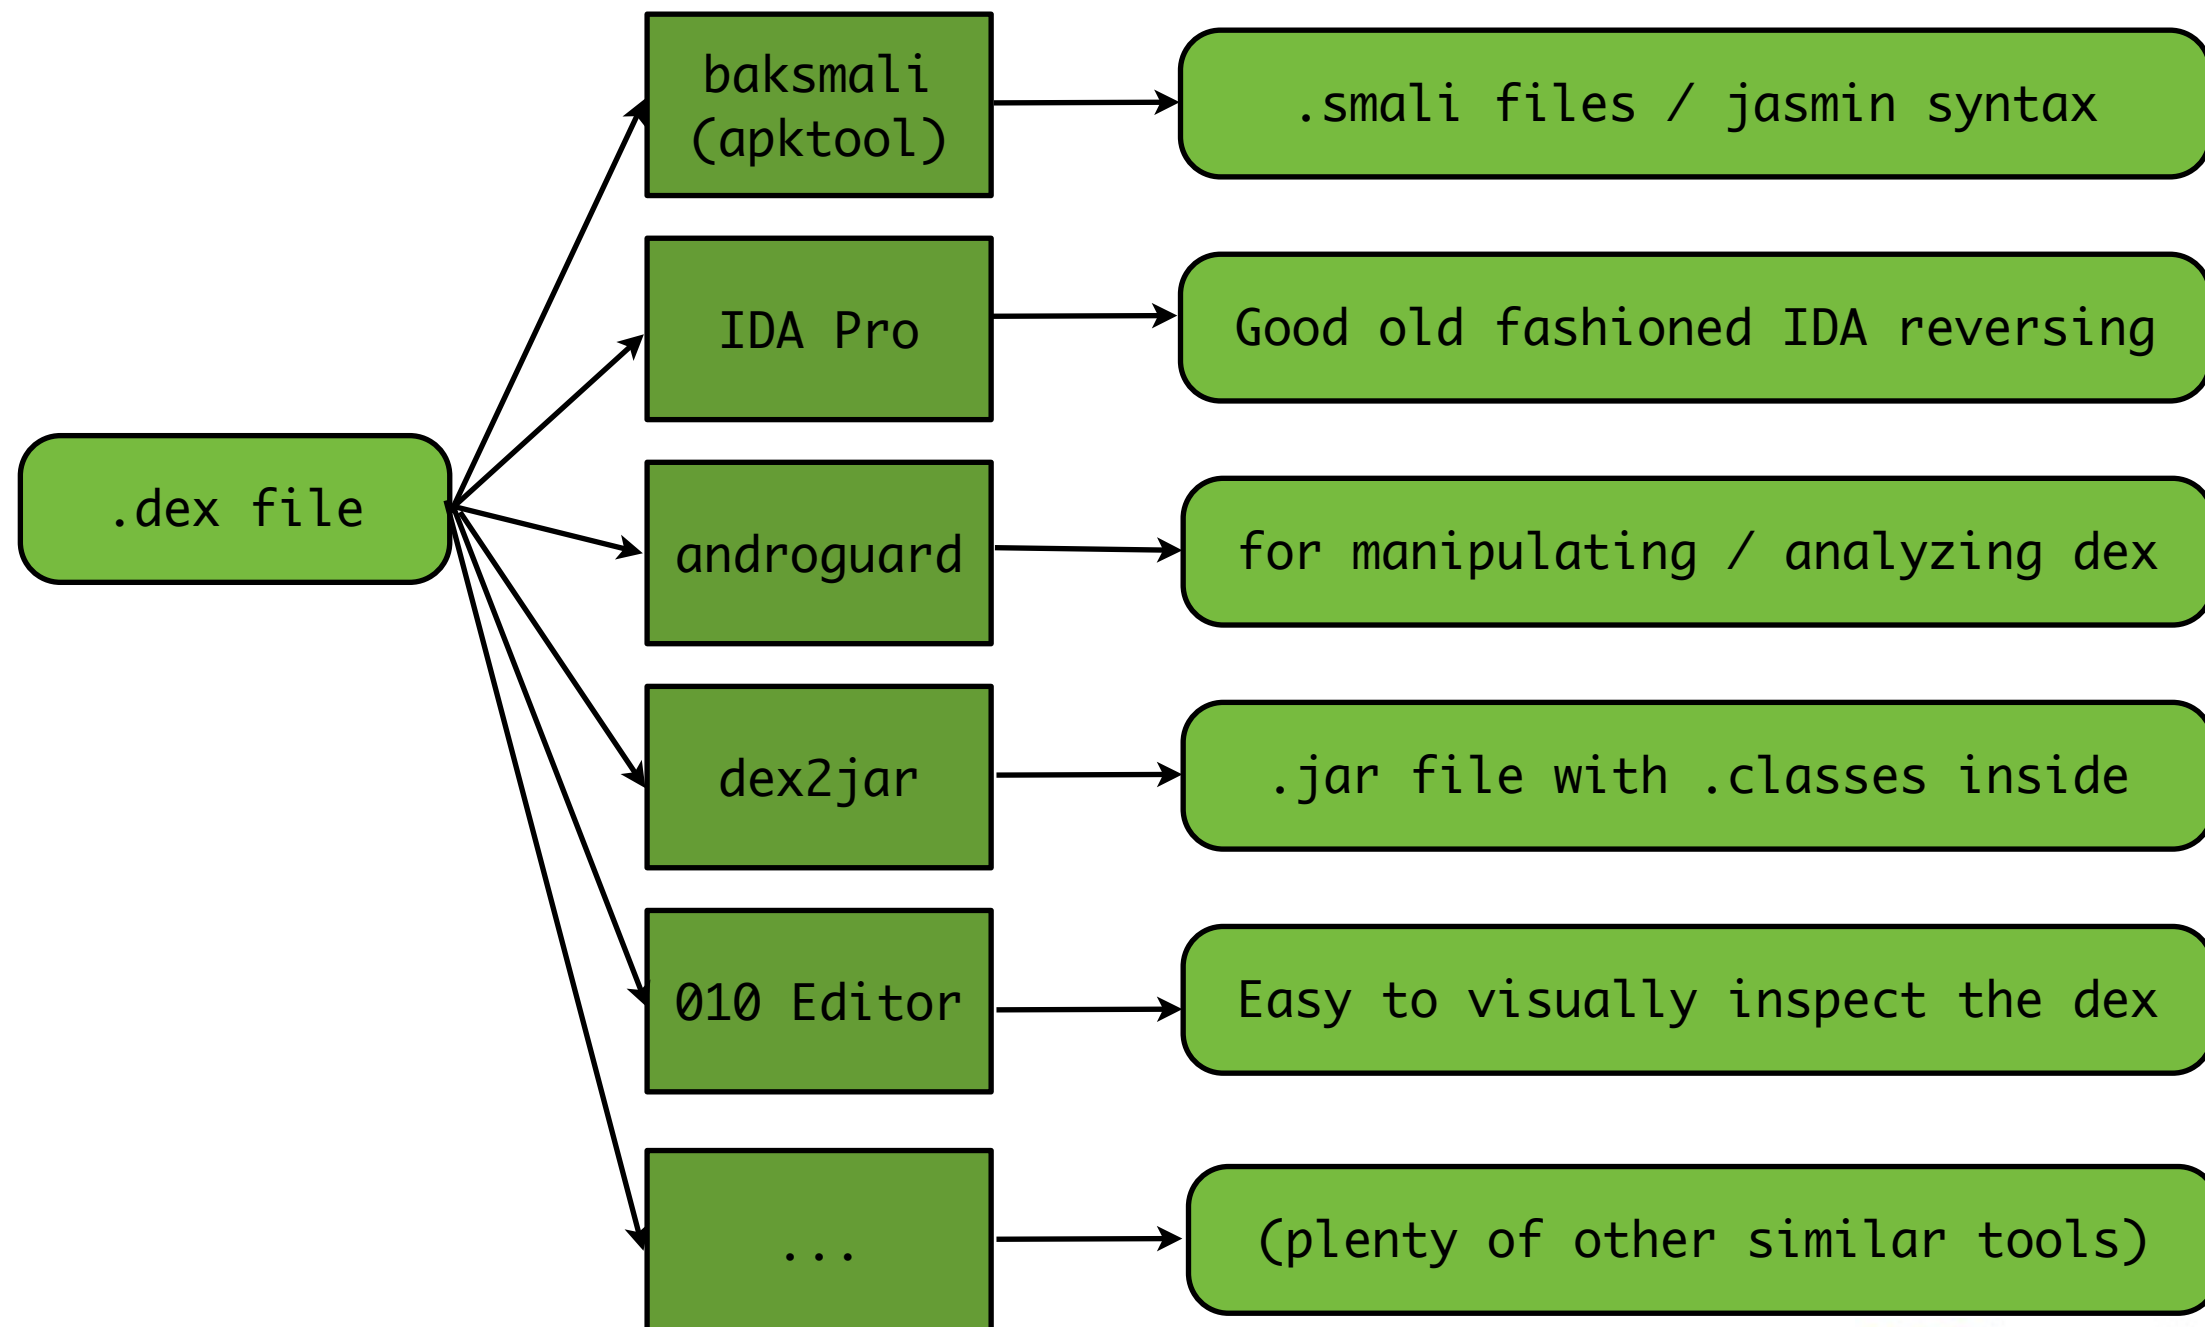 baksmali
(apktool)
.smali files / jasmin syntax
IDA Pro
Good old fashioned IDA reversing
.dex file
androguard
for manipulating / analyzing dex
dex2jar
.jar file with .classes inside
010 Editor
Easy to visually inspect the dex
...
(plenty of other similar tools)